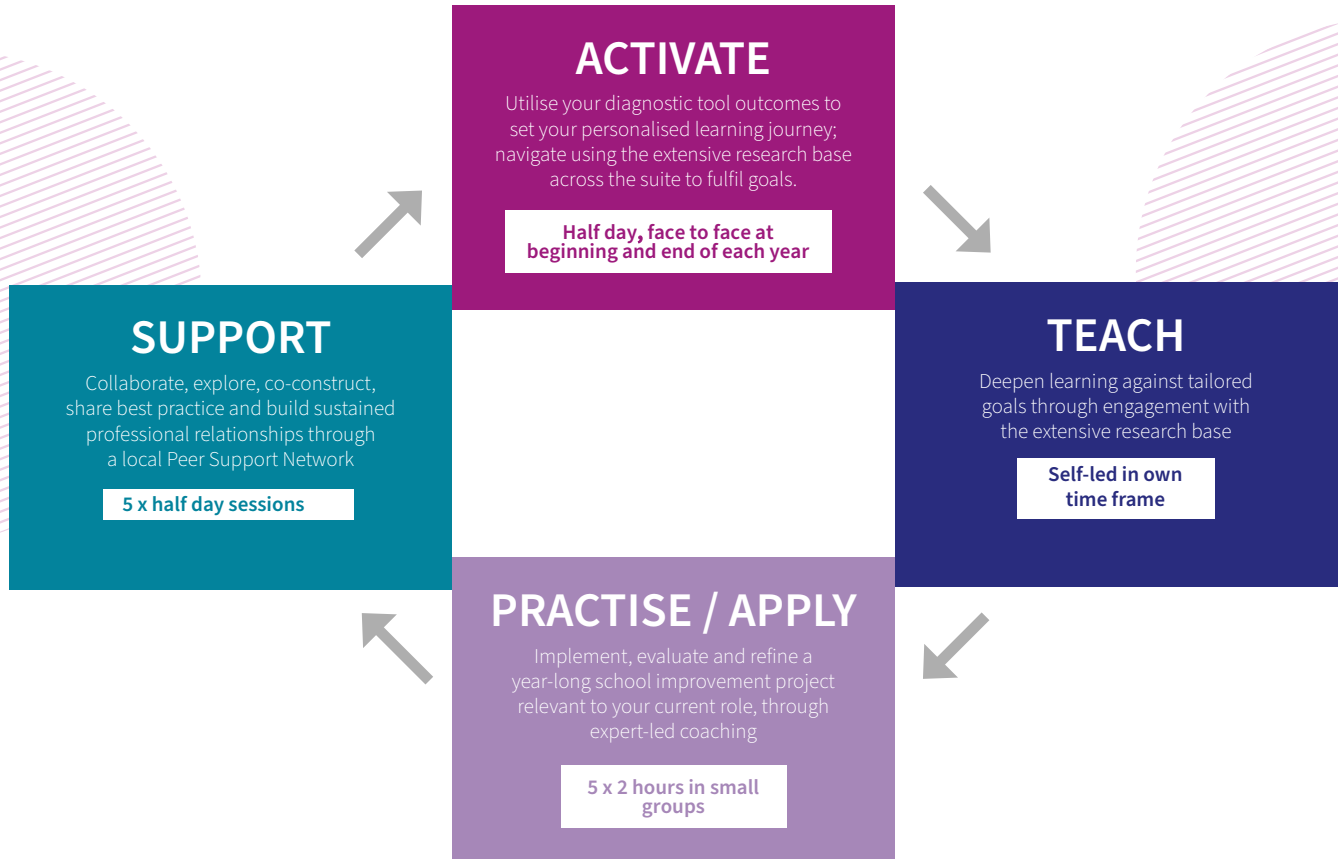 ACTIVATE
Utilise your diagnostic tool outcomes to
set your personalised learning journey;
navigate using the extensive research base
across the suite to fulfil goals.
Half day, face to face at
beginning and end of each year
SUPPORT
Collaborate, explore, co-construct,
share best practice and build sustained
professional relationships through
a local Peer Support Network
5 x half day sessions
TEACH
Deepen learning against tailored
goals through engagement with
the extensive research base
Self-led in own
time frame
PRACTISE / APPLY
Implement, evaluate and refine a
year-long school improvement project
relevant to your current role, through
expert-led coaching
5 x 2 hours in small
groups